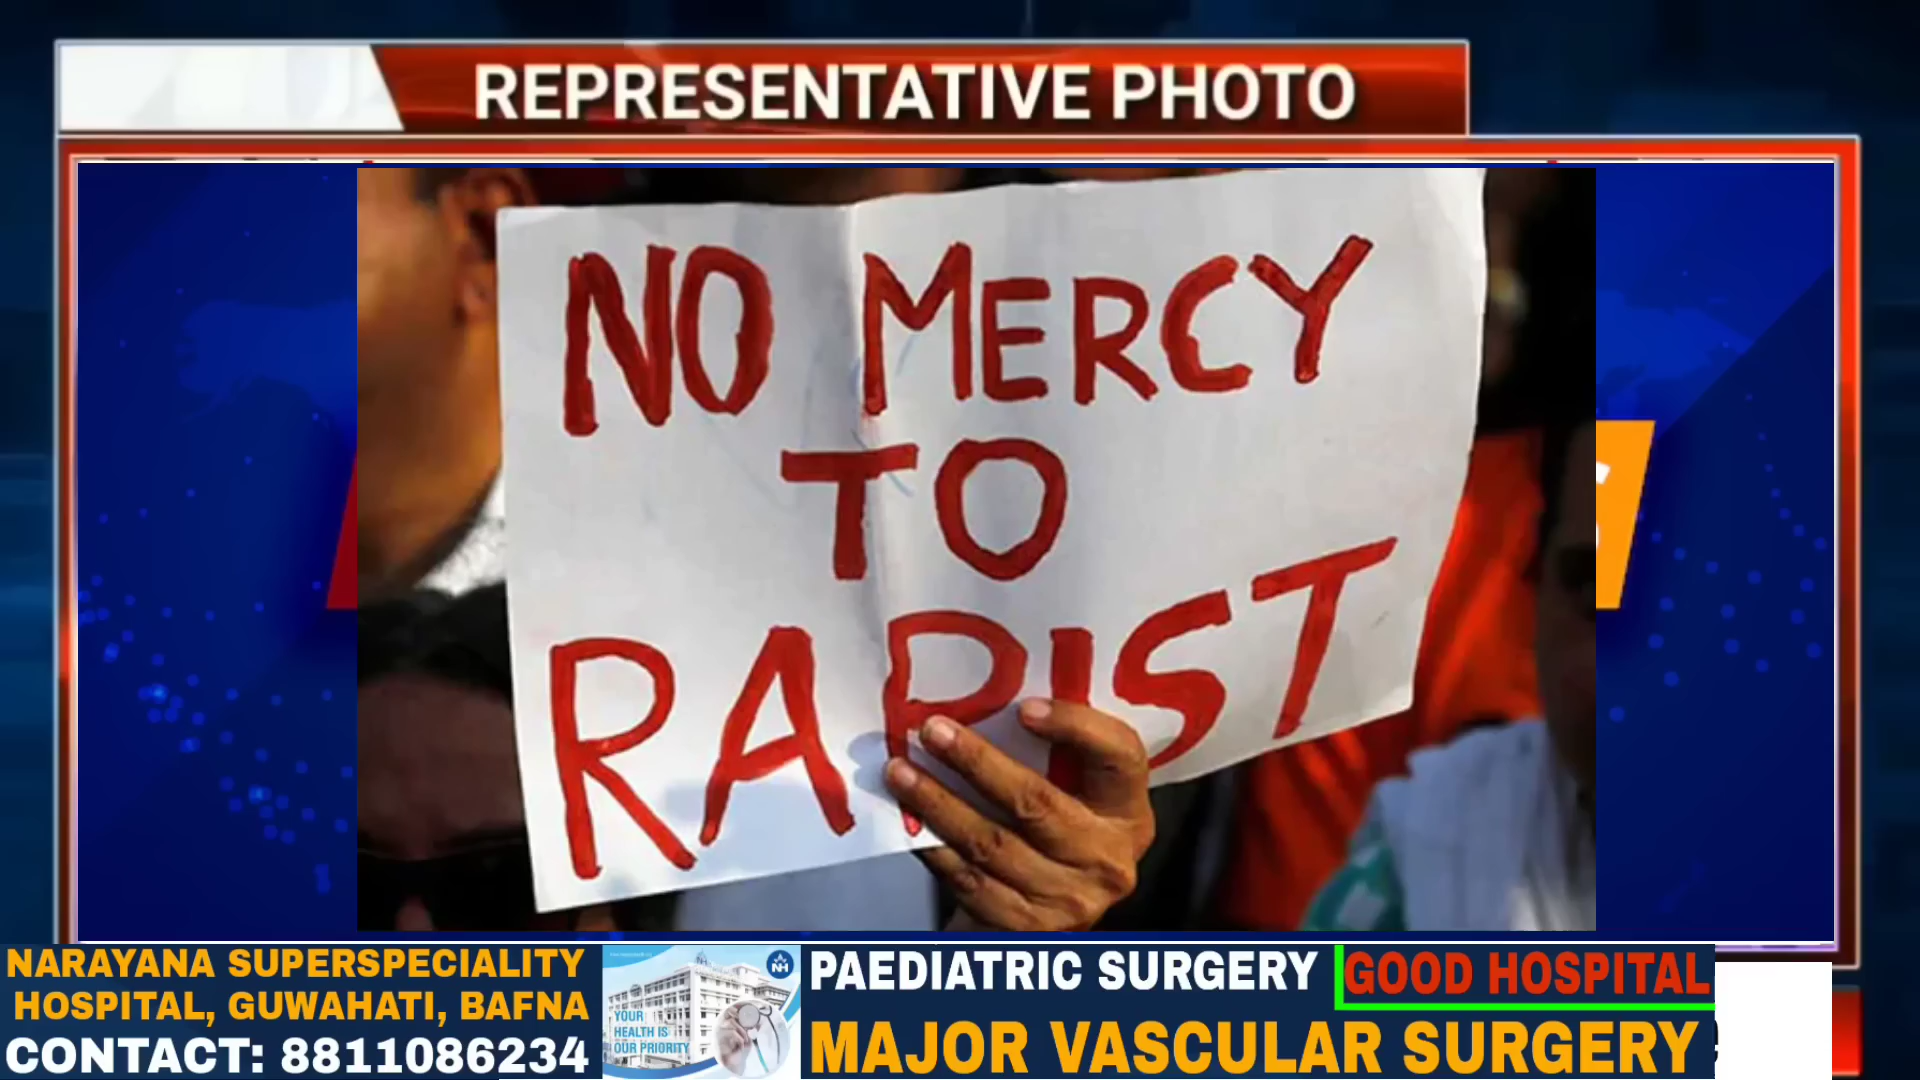 REPRESENTATIVE PHOTO
NO MERCY
TO
RAPIST
NARAYANA SUPERSPECIALITY
HOSPITAL, GUWAHATI, BAFNA
CONTACT: 8811086234
NH
YOUR
HEALTH IS
OUR PRIORITY
PAEDIATRIC SURGERY
GOOD HOSPITAL
MAJOR VASCULAR SURGERY